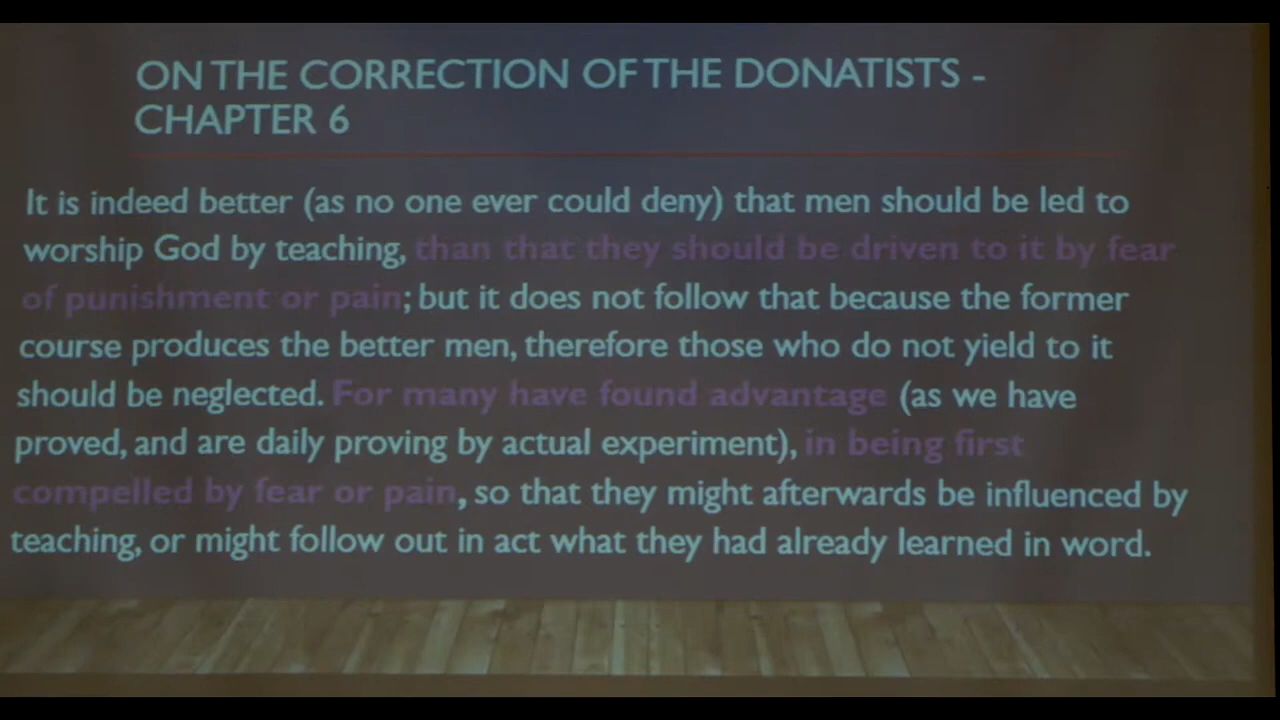 ON THE CORRECTION OF THE DONATISTS -
CHAPTER 6
It is indeed better (as no one ever could deny) that men should be led to
worship God by teaching, than that they should be driven to it by fear
of punishment or pain; but it does not follow that because the former
course produces the better men, therefore those who do not yield to it
should be neglected. For many have found advantage (as we have
proved, and are daily proving by actual experiment), in being first
compelled by fear or pain, so that they might afterwards be influenced by
teaching, or might follow out in act what they had already learned in word.